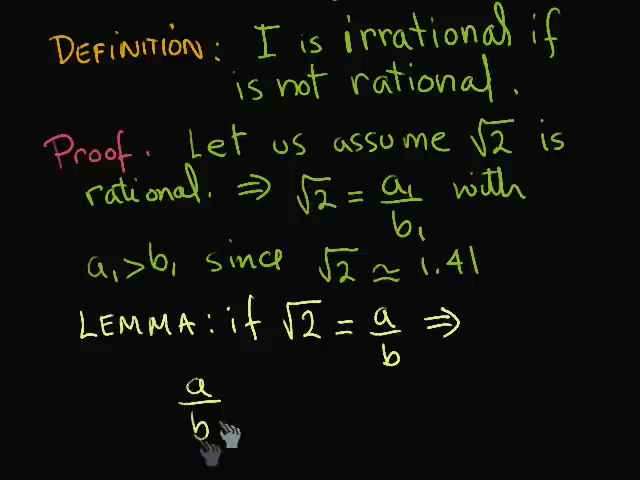 DEFINITION: I is irrational if
is not rational.
Proof. Let us assume √2 is
rational. ⇒ √2 = a₁/b₁ with
a₁>b₁ since √2 ≃ 1.41
LEMMA: if √2 = a/b ⇒
a/b